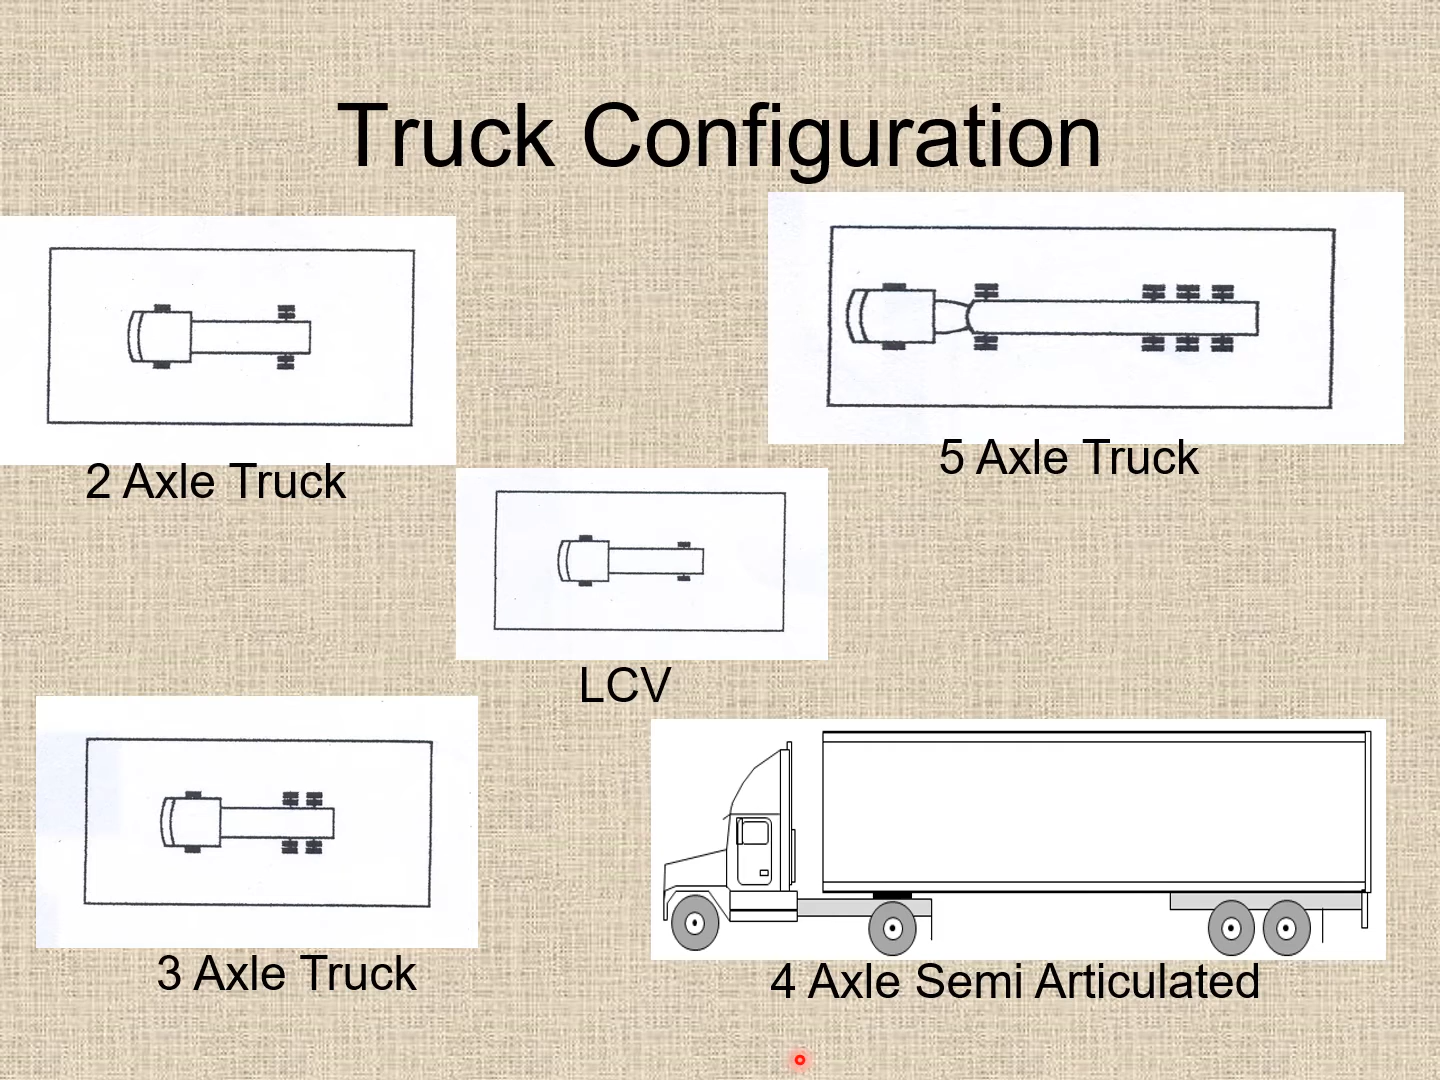 Truck Configuration
2 Axle Truck
5 Axle Truck
LCV
3 Axle Truck
4 Axle Semi Articulated